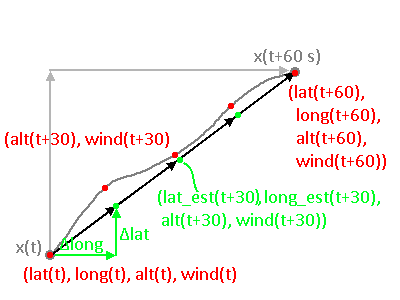 x(t+60 s)
(lat(t+60),
long(t+60),
alt(t+60),
wind(t+60))
(alt(t+30), wind(t+30)
(lat_est(t+30),long_est(t+30),
alt(t+30), wind(t+30))
Δlat
x(t)
Δlong
(lat(t), long(t), alt(t), wind(t)